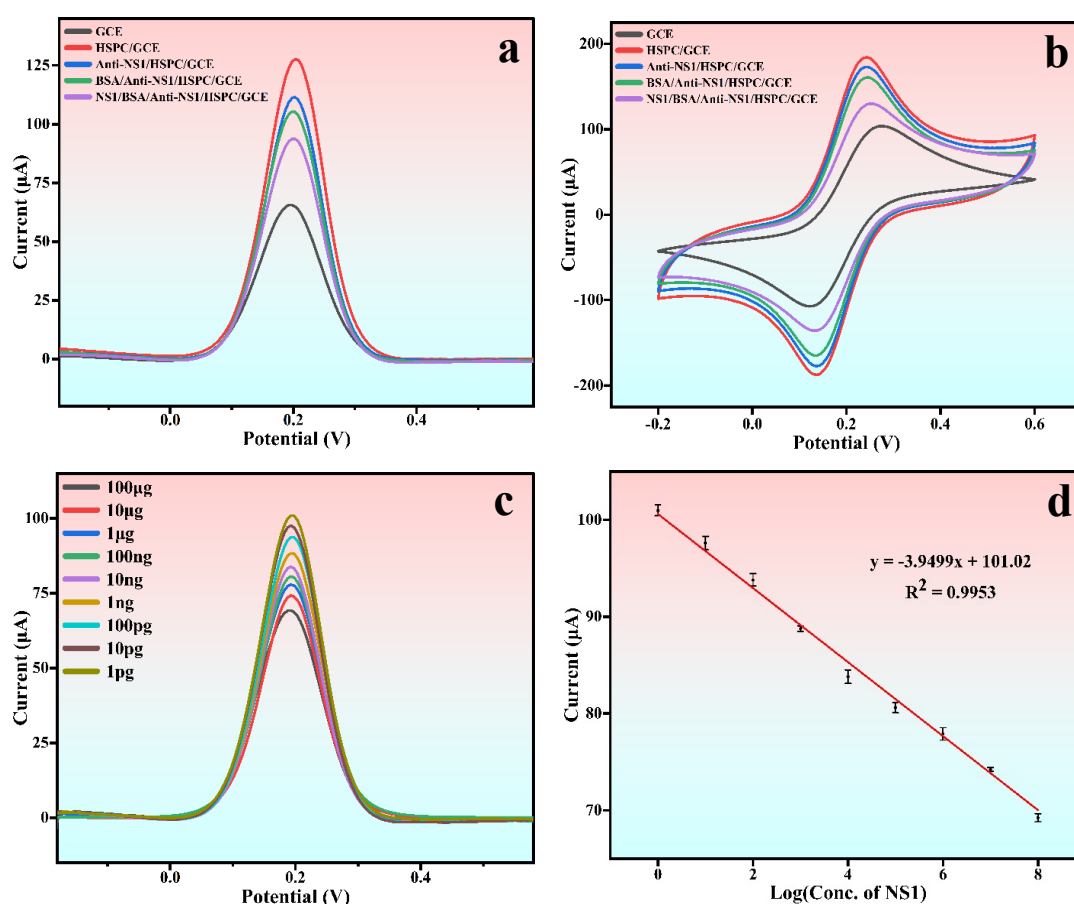 a
GCE
HSPC/GCE
Anti-NS1/HSPC/GCE
BSA/Anti-NS1/HSPC/GCE
NS1/BSA/Anti-NS1/HSPC/GCE
125
100
75
50
25
0
0.0 0.2 0.4
Current (µA)
Potential (V)
b
GCE
HSPC/GCE
Anti-NS1/HSPC/GCE
BSA/Anti-NS1/HSPC/GCE
NS1/BSA/Anti-NS1/HSPC/GCE
200
100
0
-100
-200
-0.2 0.0 0.2 0.4 0.6
Current (µA)
Potential (V)
c
100µg
10µg
1µg
100ng
10ng
1ng
100pg
10pg
1pg
100
75
50
25
0
0.0 0.2 0.4
Current (µA)
Potential (V)
d
y = -3.9499x + 101.02
R² = 0.9953
100
90
80
70
0 2 4 6 8
Current (µA)
Log(Conc. of NS1)